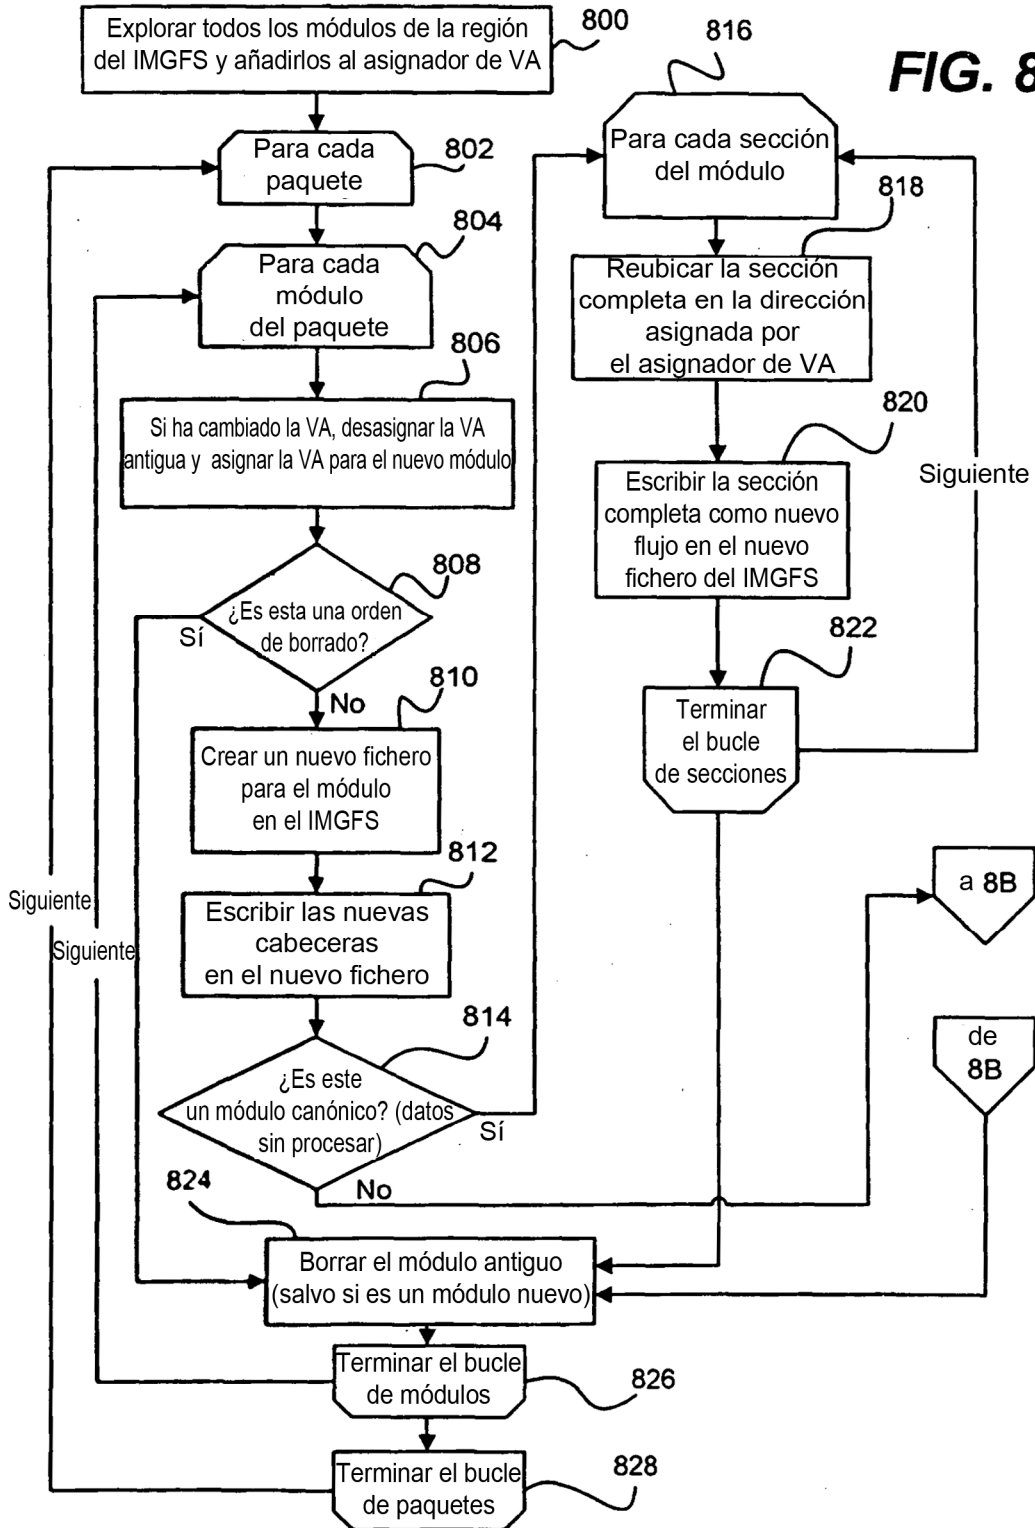 FIG. 8
800
Explorar todos los módulos de la región
del IMGFS y añadirlos al asignador de VA
802
Para cada
paquete
804
Para cada
módulo
del paquete
806
Si ha cambiado la VA, desasignar la VA
antigua y asignar la VA para el nuevo módulo
808
¿Es esta una orden
de borrado?
Sí
No
810
Crear un nuevo fichero
para el módulo
en el IMGFS
812
Escribir las nuevas
cabeceras
en el nuevo fichero
Siguiente
Siguiente
814
¿Es este
un módulo canónico? (datos
sin procesar)
Sí
No
816
Para cada sección
del módulo
818
Reubicar la sección
completa en la dirección
asignada por
el asignador de VA
820
Escribir la sección
completa como nuevo
flujo en el nuevo
fichero del IMGFS
Siguiente
822
Terminar
el bucle
de secciones
a 8B
de
8B
824
Borrar el módulo antiguo
(salvo si es un módulo nuevo)
826
Terminar el bucle
de módulos
828
Terminar el bucle
de paquetes